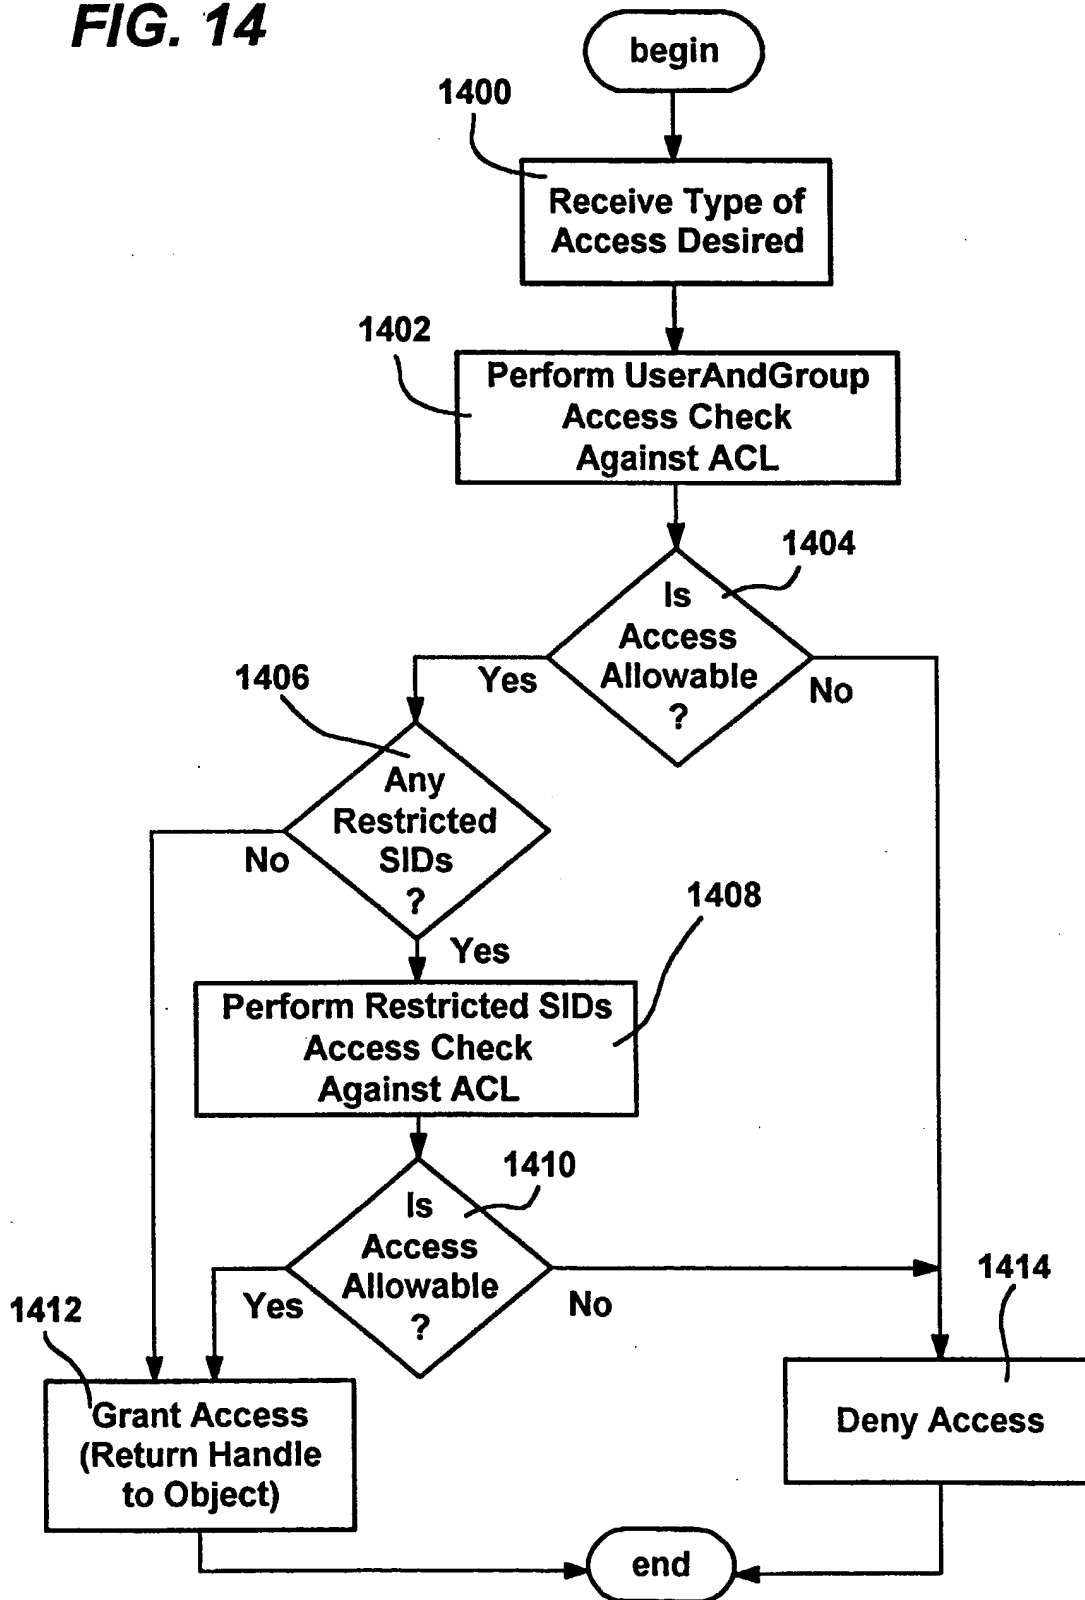 FIG. 14
begin
1400
Receive Type of
Access Desired
1402
Perform UserAndGroup
Access Check
Against ACL
1404
Is
Access
Allowable
?
Yes
No
1406
Any
Restricted
SIDs
?
No
Yes
1408
Perform Restricted SIDs
Access Check
Against ACL
1410
Is
Access
Allowable
?
Yes
No
1412
Grant Access
(Return Handle
to Object)
1414
Deny Access
end